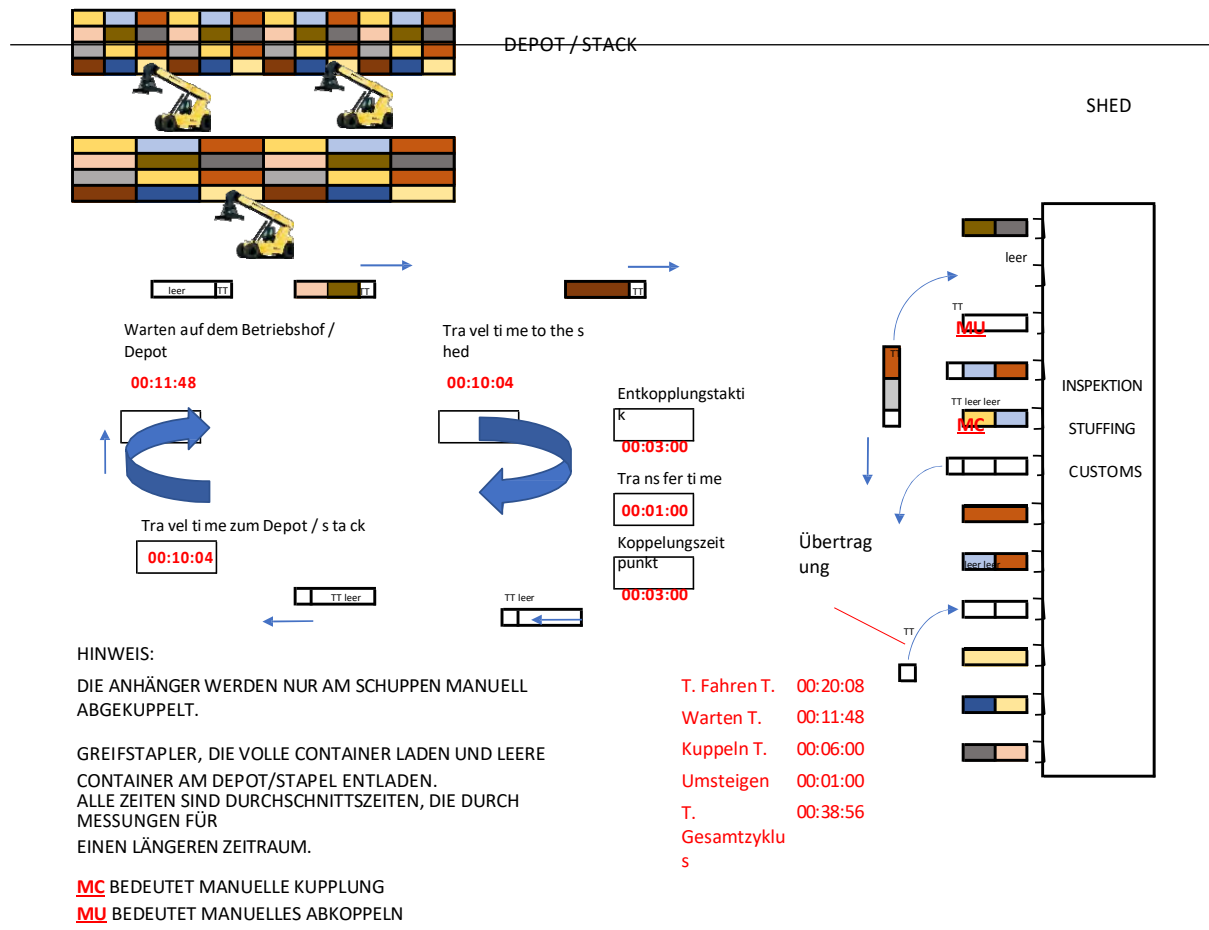 DEPOT / STACK
SHED
leer
leer
TT
TT
TT
TT
MU
Warten auf dem Betriebshof /
Depot
00:11:48
Tra vel ti me to the s
hed
00:10:04
TT
Entkopplungstakti
k
00:03:00
TT leer leer
MC
INSPEKTION
STUFFING
CUSTOMS
Tra ns fer ti me
00:01:00
Tra vel ti me zum Depot / s ta ck
00:10:04
Koppelungszeit
punkt
00:03:00
Übertrag
ung
leer leer
TT leer
TT leer
TT
HINWEIS:
DIE ANHÄNGER WERDEN NUR AM SCHUPPEN MANUELL
ABGEKUPPELT.
GREIFSTAPLER, DIE VOLLE CONTAINER LADEN UND LEERE
CONTAINER AM DEPOT/STAPEL ENTLADEN.
ALLE ZEITEN SIND DURCHSCHNITTSZEITEN, DIE DURCH
MESSUNGEN FÜR
EINEN LÄNGEREN ZEITRAUM.
MC BEDEUTET MANUELLE KUPPLUNG
MU BEDEUTET MANUELLES ABKOPPELN
T. Fahren T. 00:20:08
Warten T. 00:11:48
Kuppeln T. 00:06:00
Umsteigen 00:01:00
T. 00:38:56
Gesamtzyklu
s